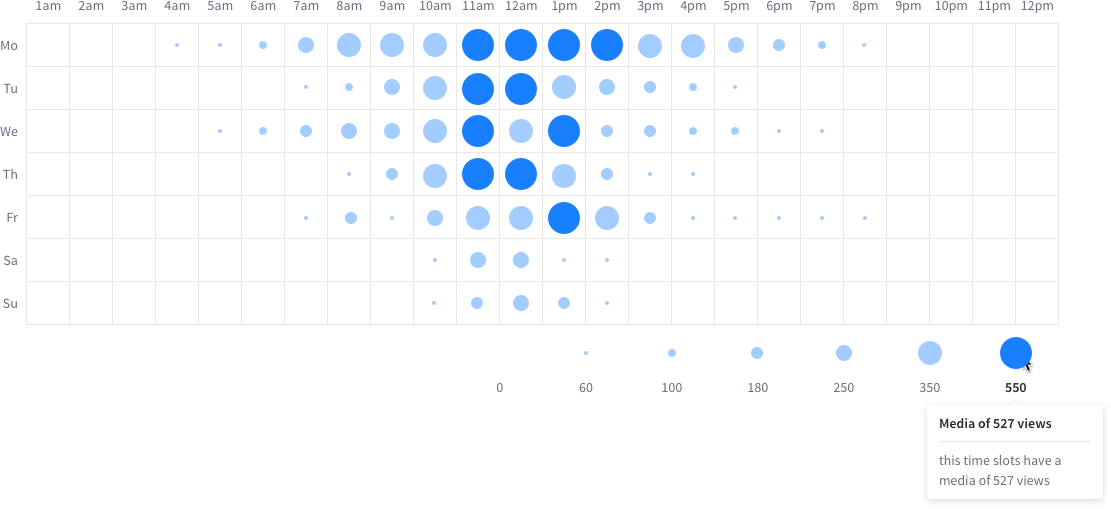 1am 2am 3am 4am 5am 6am 7am 8am 9am 10am 11am 12am 1pm 2pm 3pm 4pm 5pm 6pm 7pm 8pm 9pm 10pm 11pm 12pm
Mo
Tu
We
Th
Fr
Sa
Su
0 60 100 180 250 350 550
Media of 527 views
this time slots have a
media of 527 views